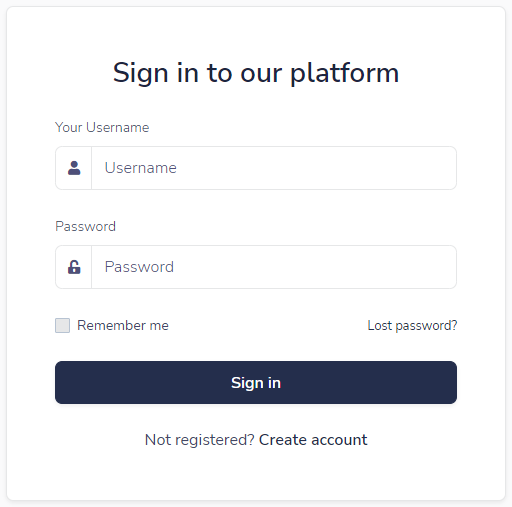 Sign in to our platform
Your Username
Username
Password
Password
Remember me Lost password?
Sign in
Not registered? Create account